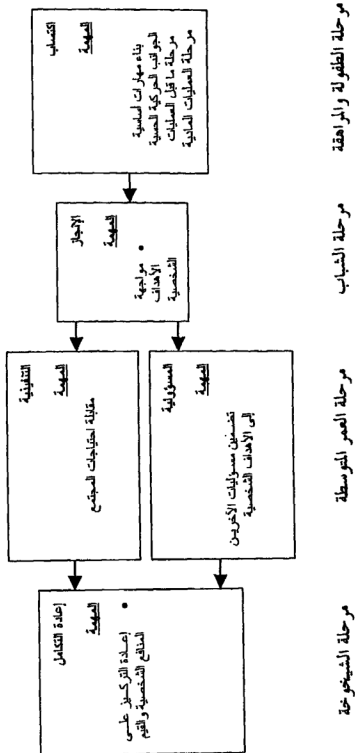 مرحلة الطفولة والمراهقة
مرحلة الشباب
مرحلة العمر المتوسطة
مرحلة الشيخوخة
اكتساب
المهمة
بناء مهارات أساسية
الجوانب الحركية الحسية
مرحلة ما قبل العمليات
مرحلة العمليات المادية
الإنجاز
المهمة
• مواجهة
الأهداف
الشخصية
التنفيذية
المهمة
مقابلة احتياجات المجتمع
المسؤولية
المهمة
تضمين مسؤوليات الآخرين
إلى الأهداف الشخصية
إعادة التكامل
المهمة
• إعادة التركيز على
المنافع الشخصية والقيم